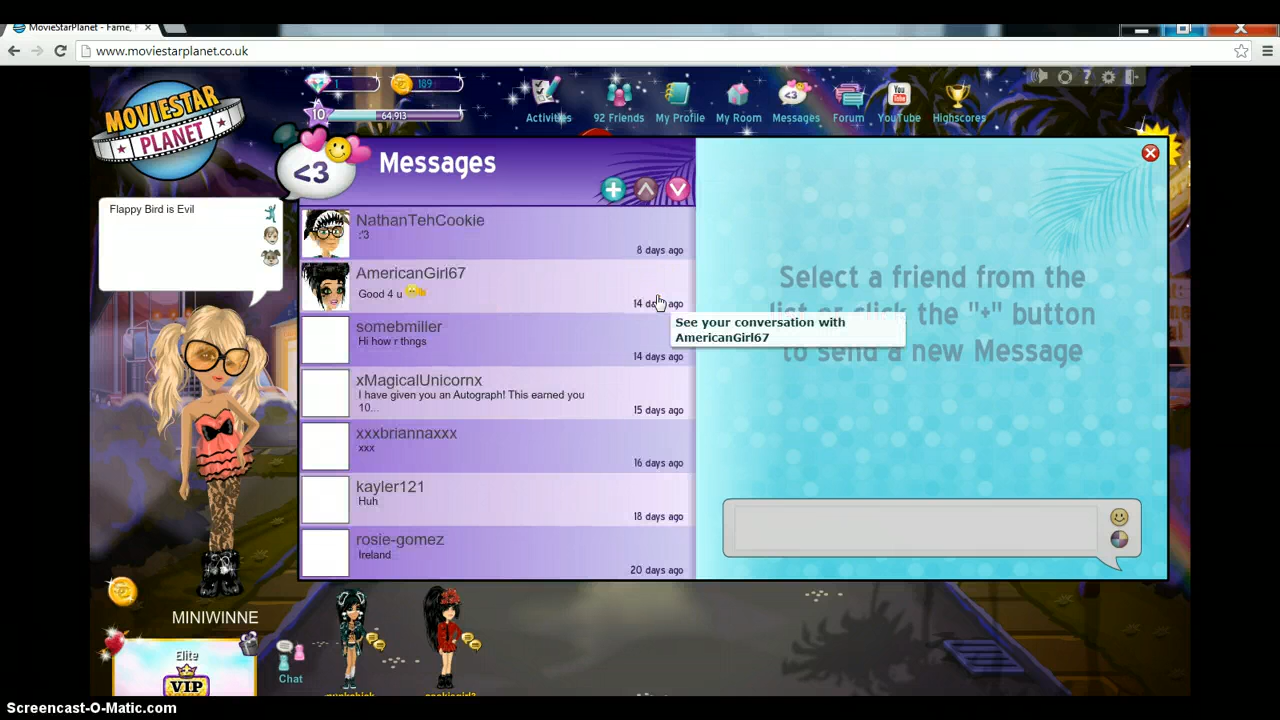 MovieStarPlanet - Fame,
www.moviestarplanet.co.uk
MOVIESTAR
PLANET
1
189
10
64,913
Activities
92 Friends
My Profile
My Room
<3
Messages
Forum
You
Tube
YouTube
Highscores
<3
Messages
Flappy Bird is Evil
NathanTehCookie
:'3
8 days ago
AmericanGirl67
Good 4 u
14 days ago
See your conversation with
AmericanGirl67
somebmiller
Hi how r thngs
14 days ago
xMagicalUnicornx
I have given you an Autograph! This earned you
10...
15 days ago
xxxbriannaxxx
xxx
16 days ago
kayler121
Huh
18 days ago
rosie-gomez
Ireland
20 days ago
Select a friend from the
list or click the "+" button
to send a new Message
MINIWINNE
Elite
VIP
Chat
Screencast-O-Matic.com